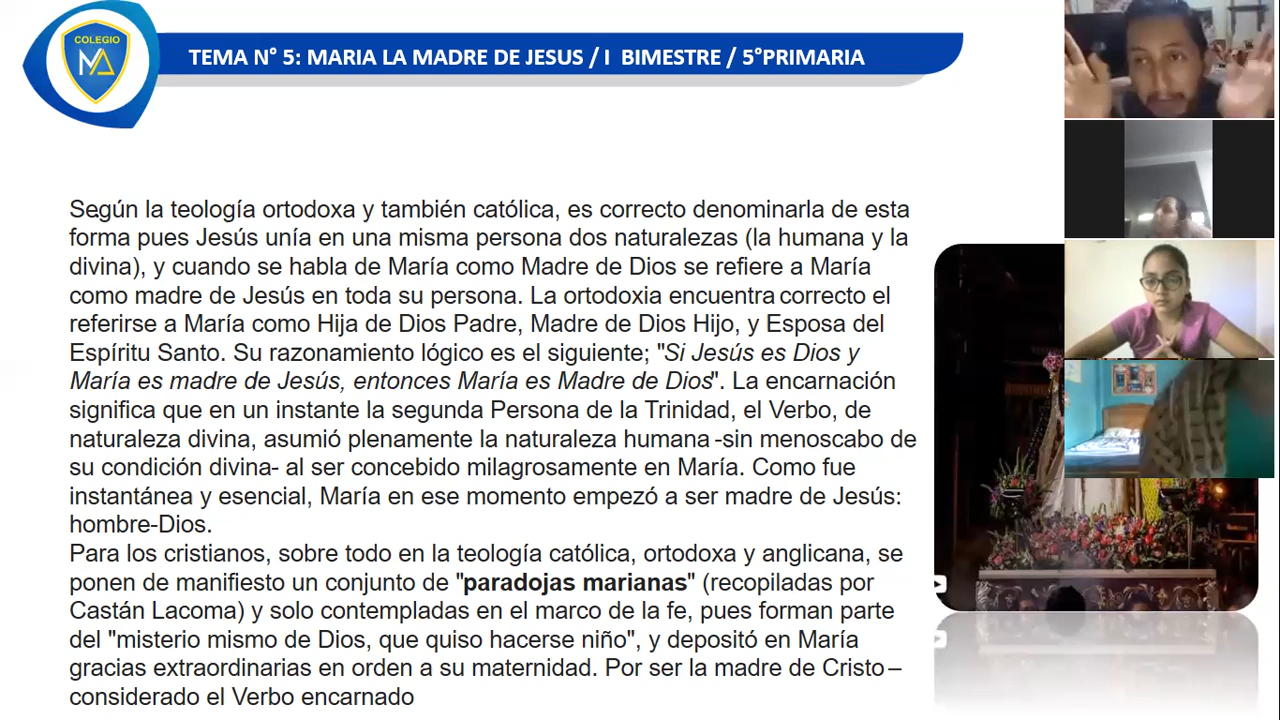 COLEGIO
MA
TEMA N° 5: MARIA LA MADRE DE JESUS / I BIMESTRE / 5°PRIMARIA
Según la teología ortodoxa y también católica, es correcto denominarla de esta
forma pues Jesús unía en una misma persona dos naturalezas (la humana y la
divina), y cuando se habla de María como Madre de Dios se refiere a María
como madre de Jesús en toda su persona. La ortodoxia encuentra correcto el
referirse a María como Hija de Dios Padre, Madre de Dios Hijo, y Esposa del
Espíritu Santo. Su razonamiento lógico es el siguiente; "Si Jesús es Dios y
María es madre de Jesús, entonces María es Madre de Dios". La encarnación
significa que en un instante la segunda Persona de la Trinidad, el Verbo, de
naturaleza divina, asumió plenamente la naturaleza humana -sin menoscabo de
su condición divina- al ser concebido milagrosamente en María. Como fue
instantánea y esencial, María en ese momento empezó a ser madre de Jesús:
hombre-Dios.
Para los cristianos, sobre todo en la teología católica, ortodoxa y anglicana, se
ponen de manifiesto un conjunto de "paradojas marianas" (recopiladas por
Castán Lacoma) y solo contempladas en el marco de la fe, pues forman parte
del "misterio mismo de Dios, que quiso hacerse niño", y depositó en María
gracias extraordinarias en orden a su maternidad. Por ser la madre de Cristo –
considerado el Verbo encarnado